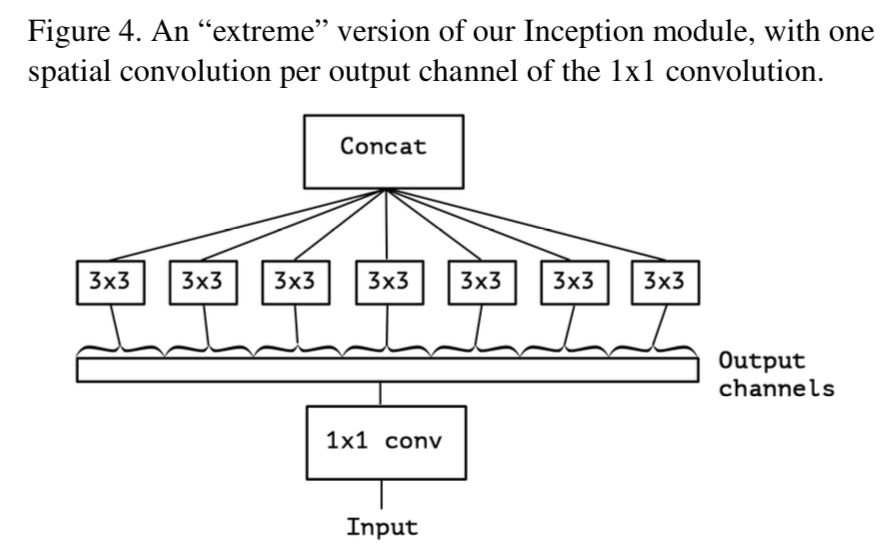 Figure 4. An “extreme” version of our Inception module, with one
spatial convolution per output channel of the 1x1 convolution.
Concat
3x3 3x3 3x3 3x3 3x3 3x3 3x3
Output
channels
1x1 conv
Input